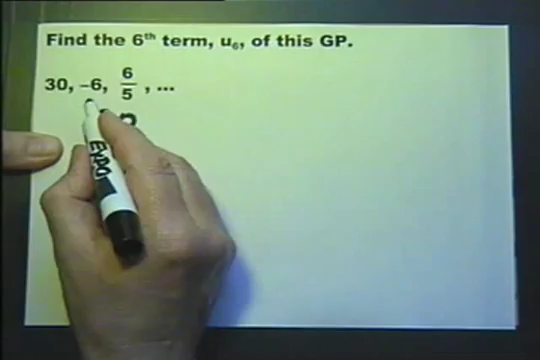 Find the 6th term, u₆, of this GP.
30, –6, 6/5, ...
EXPO